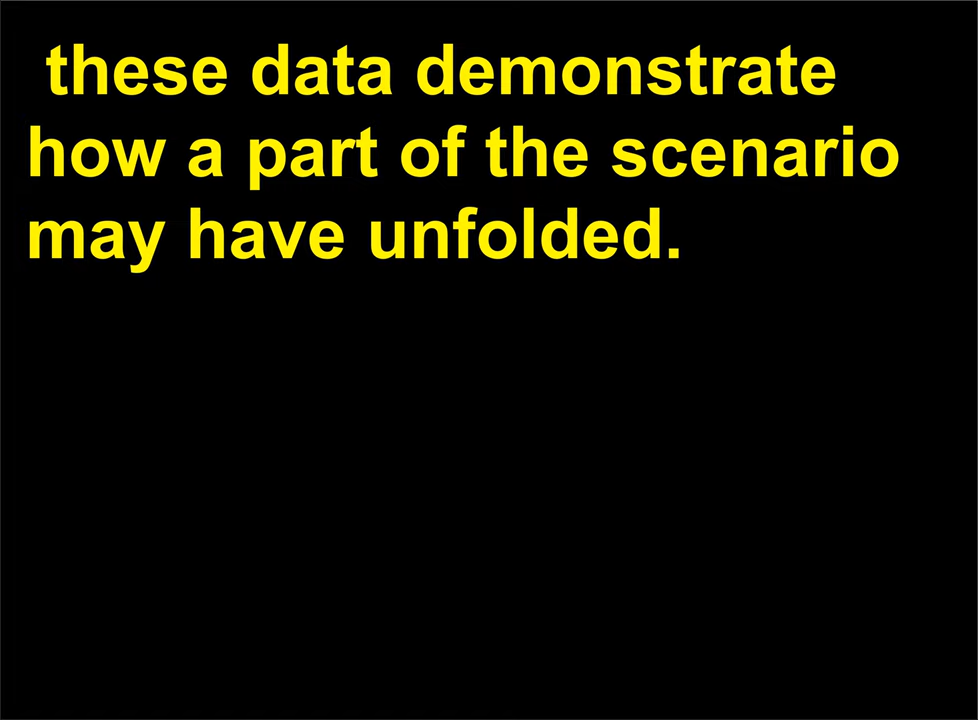 these data demonstrate
how a part of the scenario
may have unfolded.